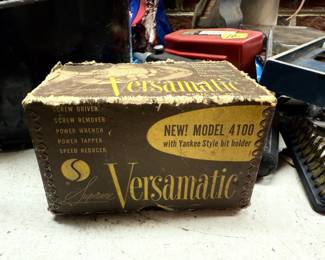 Versamatic
SCREW DRIVER
SCREW REMOVER
POWER WRENCH
POWER TAPPER
SPEED REDUCER
NEW! MODEL 4100
with Yankee Style bit holder
S
Supreme
Versamatic